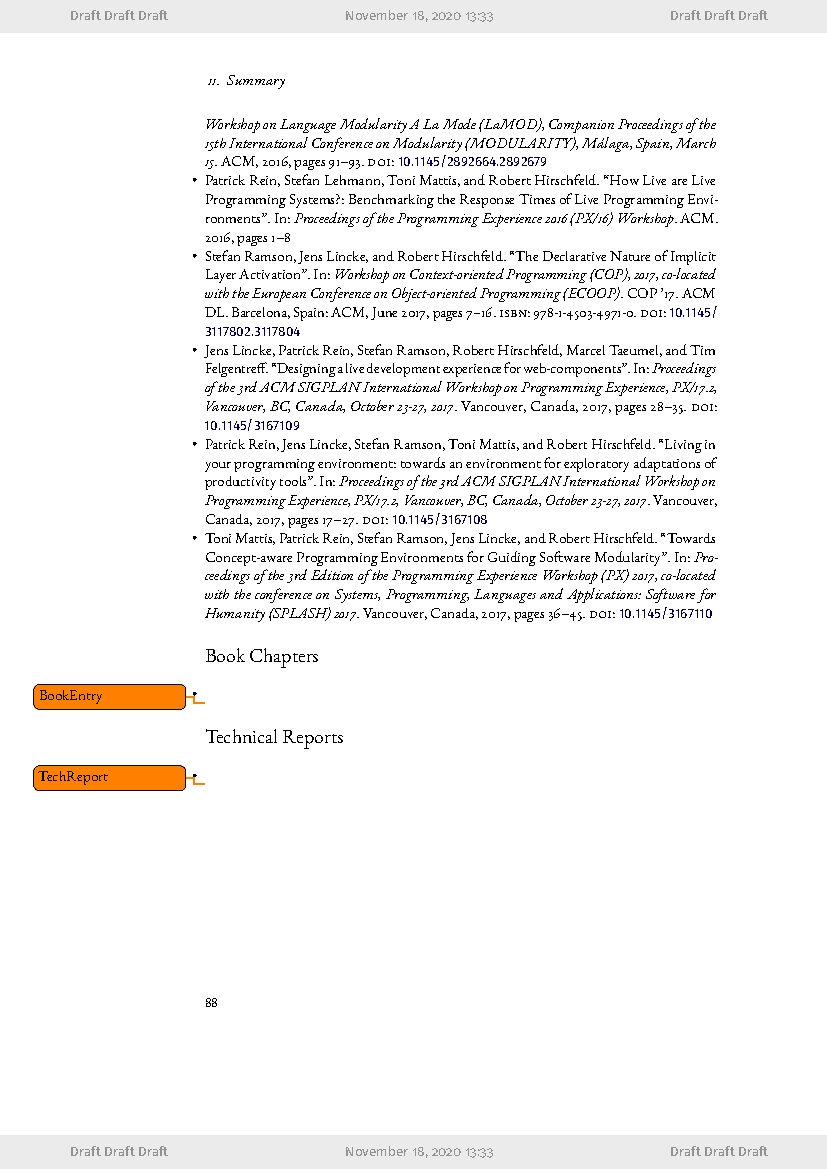 Draft Draft Draft November 18, 2020 13:33 Draft Draft Draft
11. Summary
Workshop on Language Modularity A La Mode (LaMOD), Companion Proceedings of the
15th International Conference on Modularity (MODULARITY), Málaga, Spain, March
15. ACM, 2016, pages 91–93. DOI: 10.1145/2892664.2892679
• Patrick Rein, Stefan Lehmann, Toni Mattis, and Robert Hirschfeld. “How Live are Live
Programming Systems?: Benchmarking the Response Times of Live Programming Envi-
ronments”. In: Proceedings of the Programming Experience 2016 (PX/16) Workshop. ACM.
2016, pages 1–8
• Stefan Ramson, Jens Lincke, and Robert Hirschfeld. “The Declarative Nature of Implicit
Layer Activation”. In: Workshop on Context-oriented Programming (COP), 2017, co-located
with the European Conference on Object-oriented Programming (ECOOP). COP ’17. ACM
DL. Barcelona, Spain: ACM, June 2017, pages 7–16. ISBN: 978-1-4503-4971-0. DOI: 10.1145/
3117802.3117804
• Jens Lincke, Patrick Rein, Stefan Ramson, Robert Hirschfeld, Marcel Taeumel, and Tim
Felgentreff. “Designing a live development experience for web-components”. In: Proceedings
of the 3rd ACM SIGPLAN International Workshop on Programming Experience, PX/17.2,
Vancouver, BC, Canada, October 23-27, 2017. Vancouver, Canada, 2017, pages 28–35. DOI:
10.1145/3167109
• Patrick Rein, Jens Lincke, Stefan Ramson, Toni Mattis, and Robert Hirschfeld. “Living in
your programming environment: towards an environment for exploratory adaptations of
productivity tools”. In: Proceedings of the 3rd ACM SIGPLAN International Workshop on
Programming Experience, PX/17.2, Vancouver, BC, Canada, October 23-27, 2017. Vancouver,
Canada, 2017, pages 17–27. DOI: 10.1145/3167108
• Toni Mattis, Patrick Rein, Stefan Ramson, Jens Lincke, and Robert Hirschfeld. “Towards
Concept-aware Programming Environments for Guiding Software Modularity”. In: Pro-
ceedings of the 3rd Edition of the Programming Experience Workshop (PX) 2017, co-located
with the conference on Systems, Programming, Languages and Applications: Software for
Humanity (SPLASH) 2017. Vancouver, Canada, 2017, pages 36–45. DOI: 10.1145/3167110
Book Chapters
BookEntry •
Technical Reports
TechReport •
88
Draft Draft Draft November 18, 2020 13:33 Draft Draft Draft